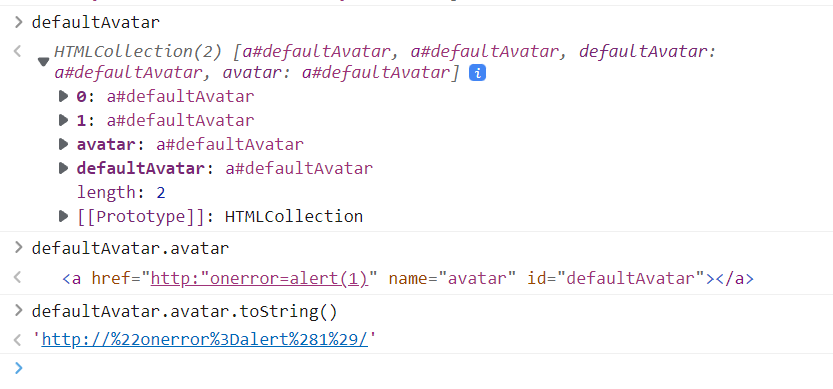 defaultAvatar
HTMLCollection(2) [a#defaultAvatar, a#defaultAvatar, defaultAvatar:
a#defaultAvatar, avatar: a#defaultAvatar] i
0: a#defaultAvatar
1: a#defaultAvatar
avatar: a#defaultAvatar
defaultAvatar: a#defaultAvatar
length: 2
[[Prototype]]: HTMLCollection
defaultAvatar.avatar
<a href="http:"onerror=alert(1)" name="avatar" id="defaultAvatar"></a>
defaultAvatar.avatar.toString()
'http://%22onerror%3Dalert%281%29/'